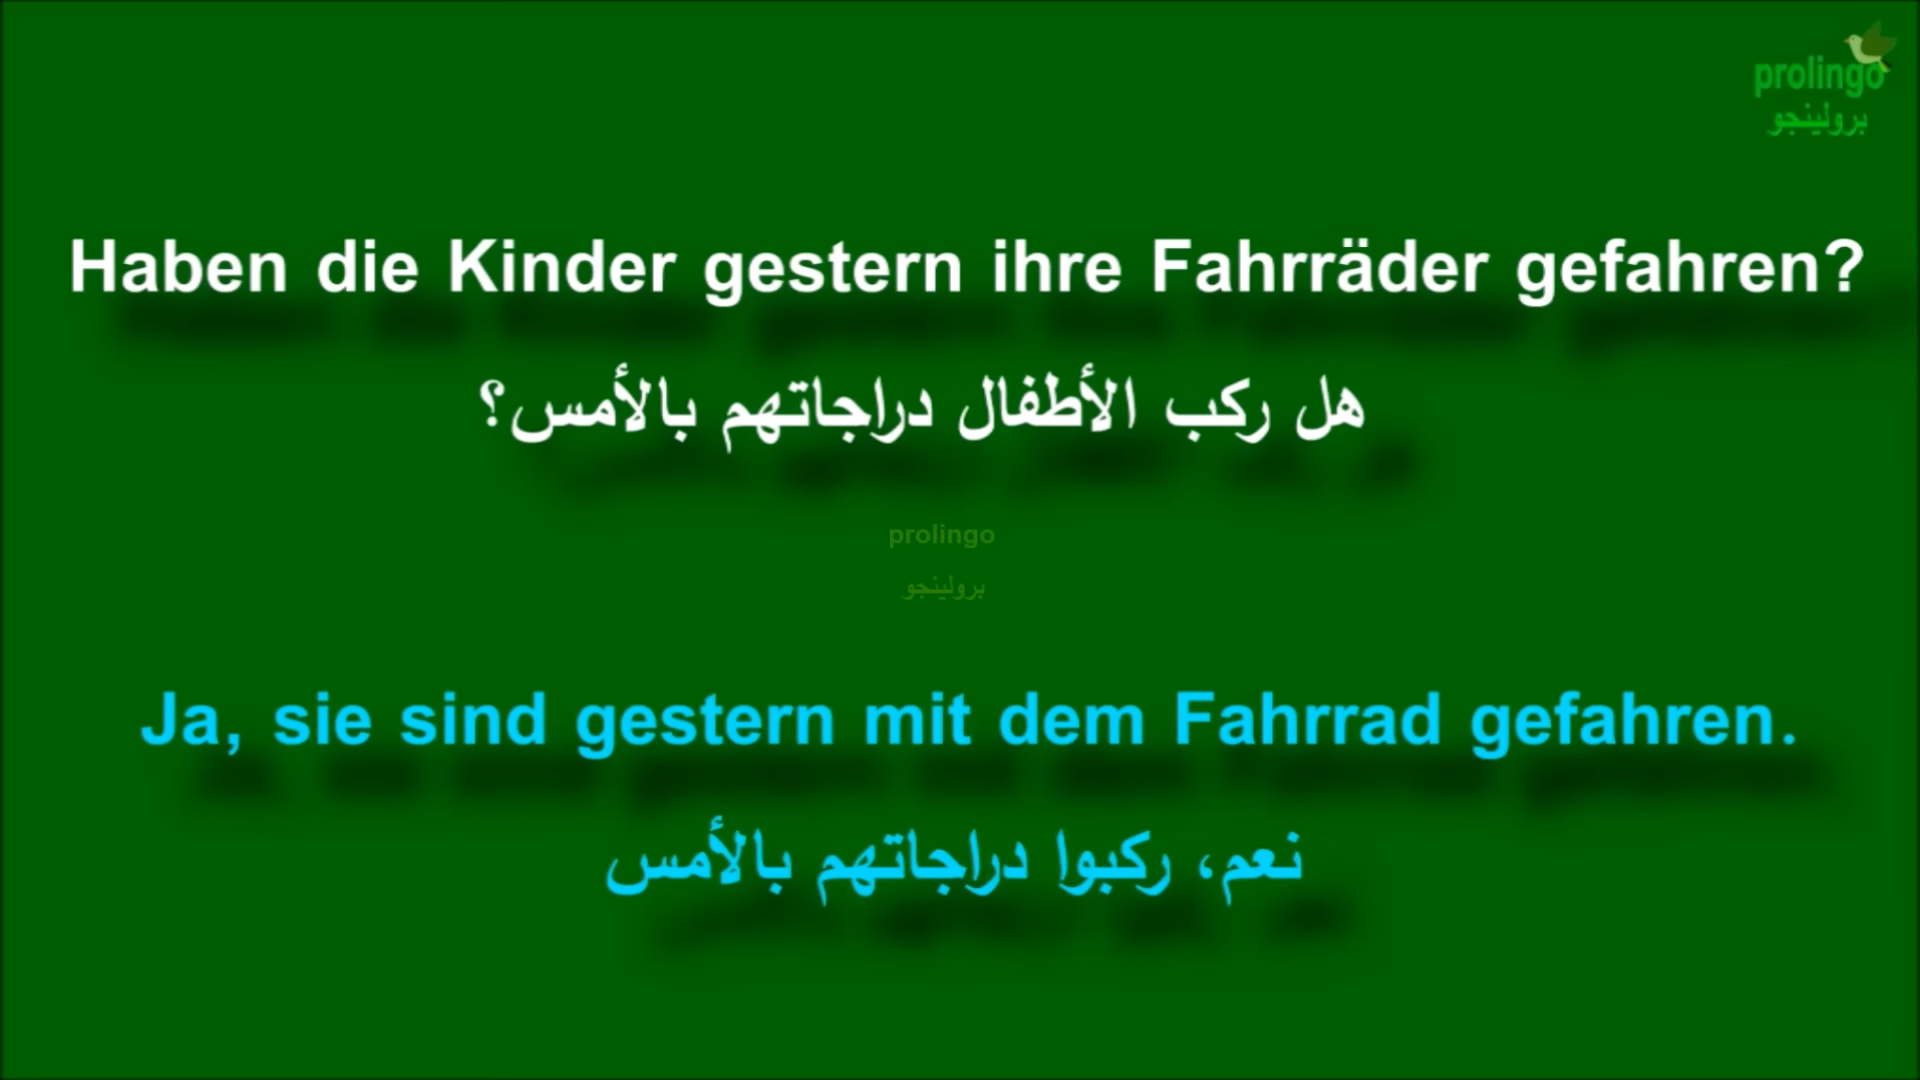 prolingo
برولينجو
Haben die Kinder gestern ihre Fahrräder gefahren?
هل ركب الأطفال دراجاتهم بالأمس؟
prolingo
برولينجو
Ja, sie sind gestern mit dem Fahrrad gefahren.
نعم، ركبوا دراجاتهم بالأمس